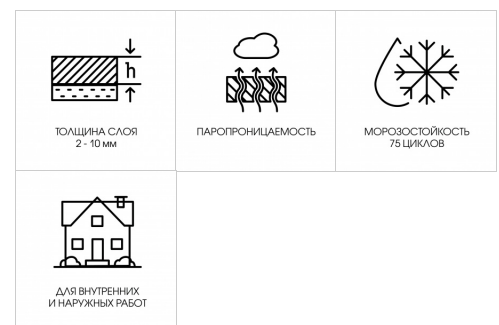 h
ТОЛЩИНА СЛОЯ
2 - 10 мм
ПАРОПРОНИЦАЕМОСТЬ
МОРОЗОСТОЙКОСТЬ
75 ЦИКЛОВ
ДЛЯ ВНУТРЕННИХ
И НАРУЖНЫХ РАБОТ